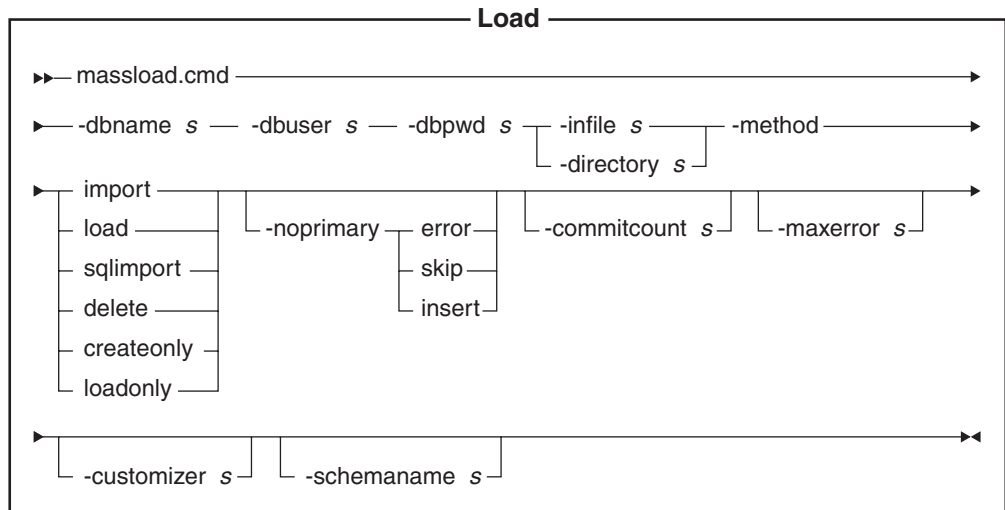 Load
massload.cmd
-dbname s -dbuser s -dbpwd s -infile s -method
-directory s
import
load -noprimary error -commitcount s -maxerror s
sqlimport skip
delete insert
createonly
loadonly
-customizer s -schemaname s